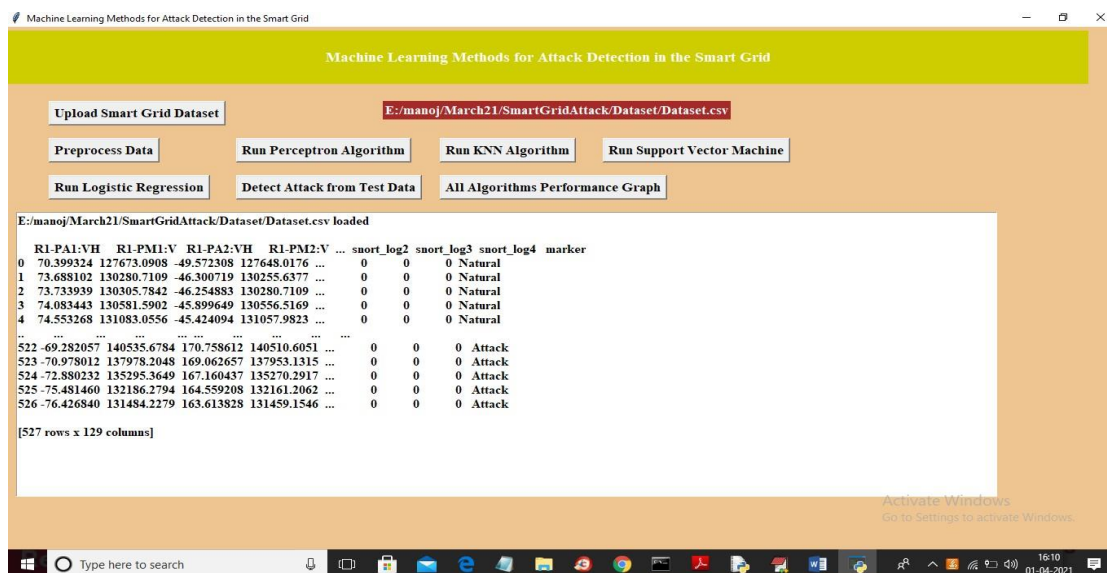 Machine Learning Methods for Attack Detection in the Smart Grid
Machine Learning Methods for Attack Detection in the Smart Grid
Upload Smart Grid Dataset
E:/manoj/March21/SmartGridAttack/Dataset/Dataset.csv
Preprocess Data
Run Perceptron Algorithm
Run KNN Algorithm
Run Support Vector Machine
Run Logistic Regression
Detect Attack from Test Data
All Algorithms Performance Graph
E:/manoj/March21/SmartGridAttack/Dataset/Dataset.csv loaded
R1-PA1:VH R1-PM1:V R1-PA2:VH R1-PM2:V ... snort_log2 snort_log3 snort_log4 marker
0 70.399324 127673.0908 -49.572308 127648.0176 ... 0 0 0 Natural
1 73.688102 130280.7109 -46.300719 130255.6377 ... 0 0 0 Natural
2 73.733939 130305.7842 -46.254883 130280.7109 ... 0 0 0 Natural
3 74.083443 130581.5902 -45.899649 130556.5169 ... 0 0 0 Natural
4 74.553268 131083.0556 -45.424094 131057.9823 ... 0 0 0 Natural
.. ... ... ... ... ... ... ... ... ...
522 -69.282057 140535.6784 170.758612 140510.6051 ... 0 0 0 Attack
523 -70.978012 137978.2048 169.062657 137953.1315 ... 0 0 0 Attack
524 -72.880232 135295.3649 167.160437 135270.2917 ... 0 0 0 Attack
525 -75.481460 132186.2794 164.559208 132161.2062 ... 0 0 0 Attack
526 -76.426840 131484.2279 163.613828 131459.1546 ... 0 0 0 Attack
[527 rows x 129 columns]
Activate Windows
Go to Settings to activate Windows.
Type here to search
16:10
01-04-2021